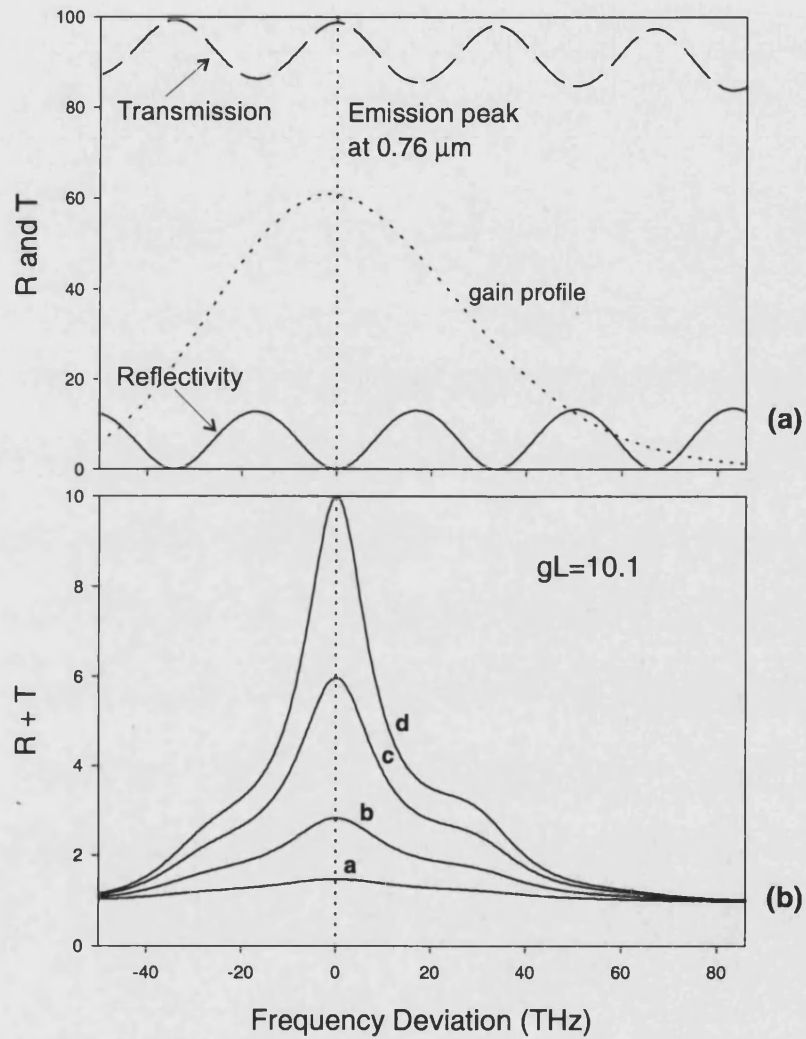 100
80
60
40
20
0
R and T
Transmission
Emission peak
at 0.76 μm
gain profile
Reflectivity
(a)
10
8
6
4
2
0
R + T
gL=10.1
d
c
b
a
(b)
-40 -20 0 20 40 60 80
Frequency Deviation (THz)